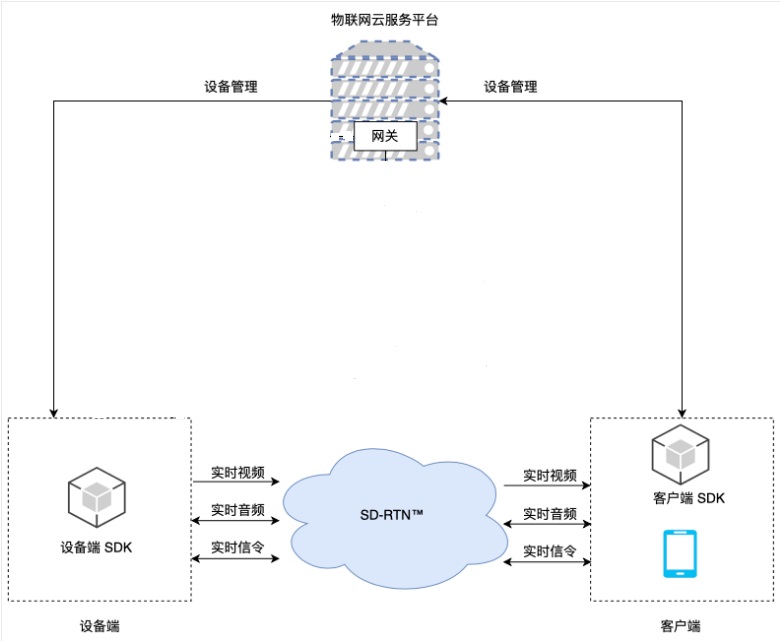 物联网云服务平台
设备管理
设备管理
网关
实时视频
实时音频
实时信令
设备端 SDK
SD-RTN™
实时视频
实时音频
实时信令
客户端 SDK
设备端
客户端